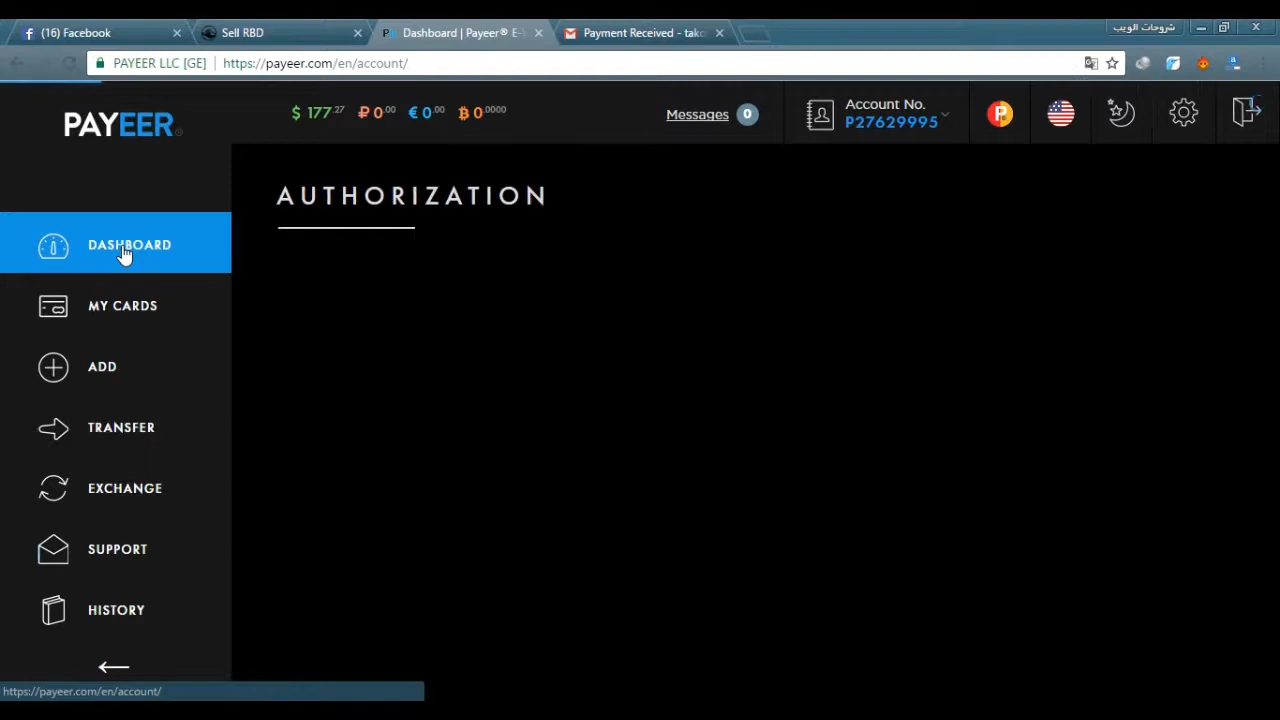 (16) Facebook
Sell RBD
Dashboard | Payeer® E-
Payment Received - tako
شروحات الويب
PAYEER LLC [GE]
https://payeer.com/en/account/
PAYEER
$ 177.27
₽ 0.00
€ 0.00
₿ 0.0000
Messages 0
Account No.
P27629995
AUTHORIZATION
DASHBOARD
MY CARDS
ADD
TRANSFER
EXCHANGE
SUPPORT
HISTORY
https://payeer.com/en/account/